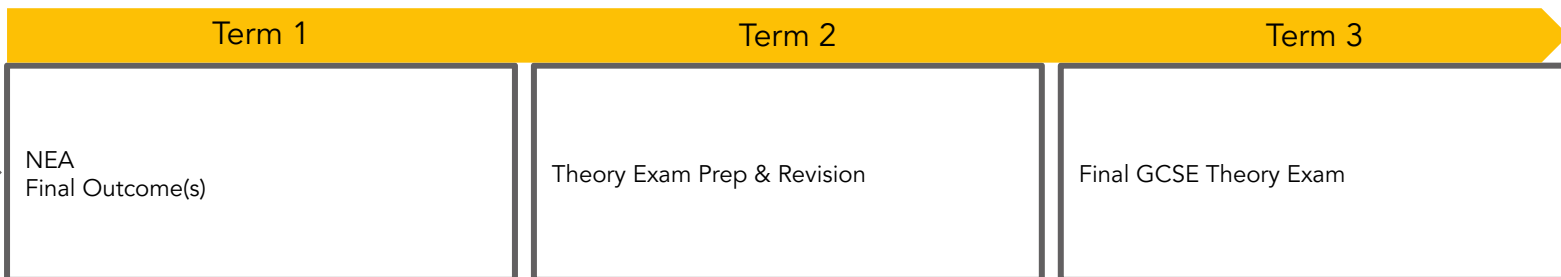 Term 1
Term 2
Term 3
NEA
Final Outcome(s)
Theory Exam Prep & Revision
Final GCSE Theory Exam